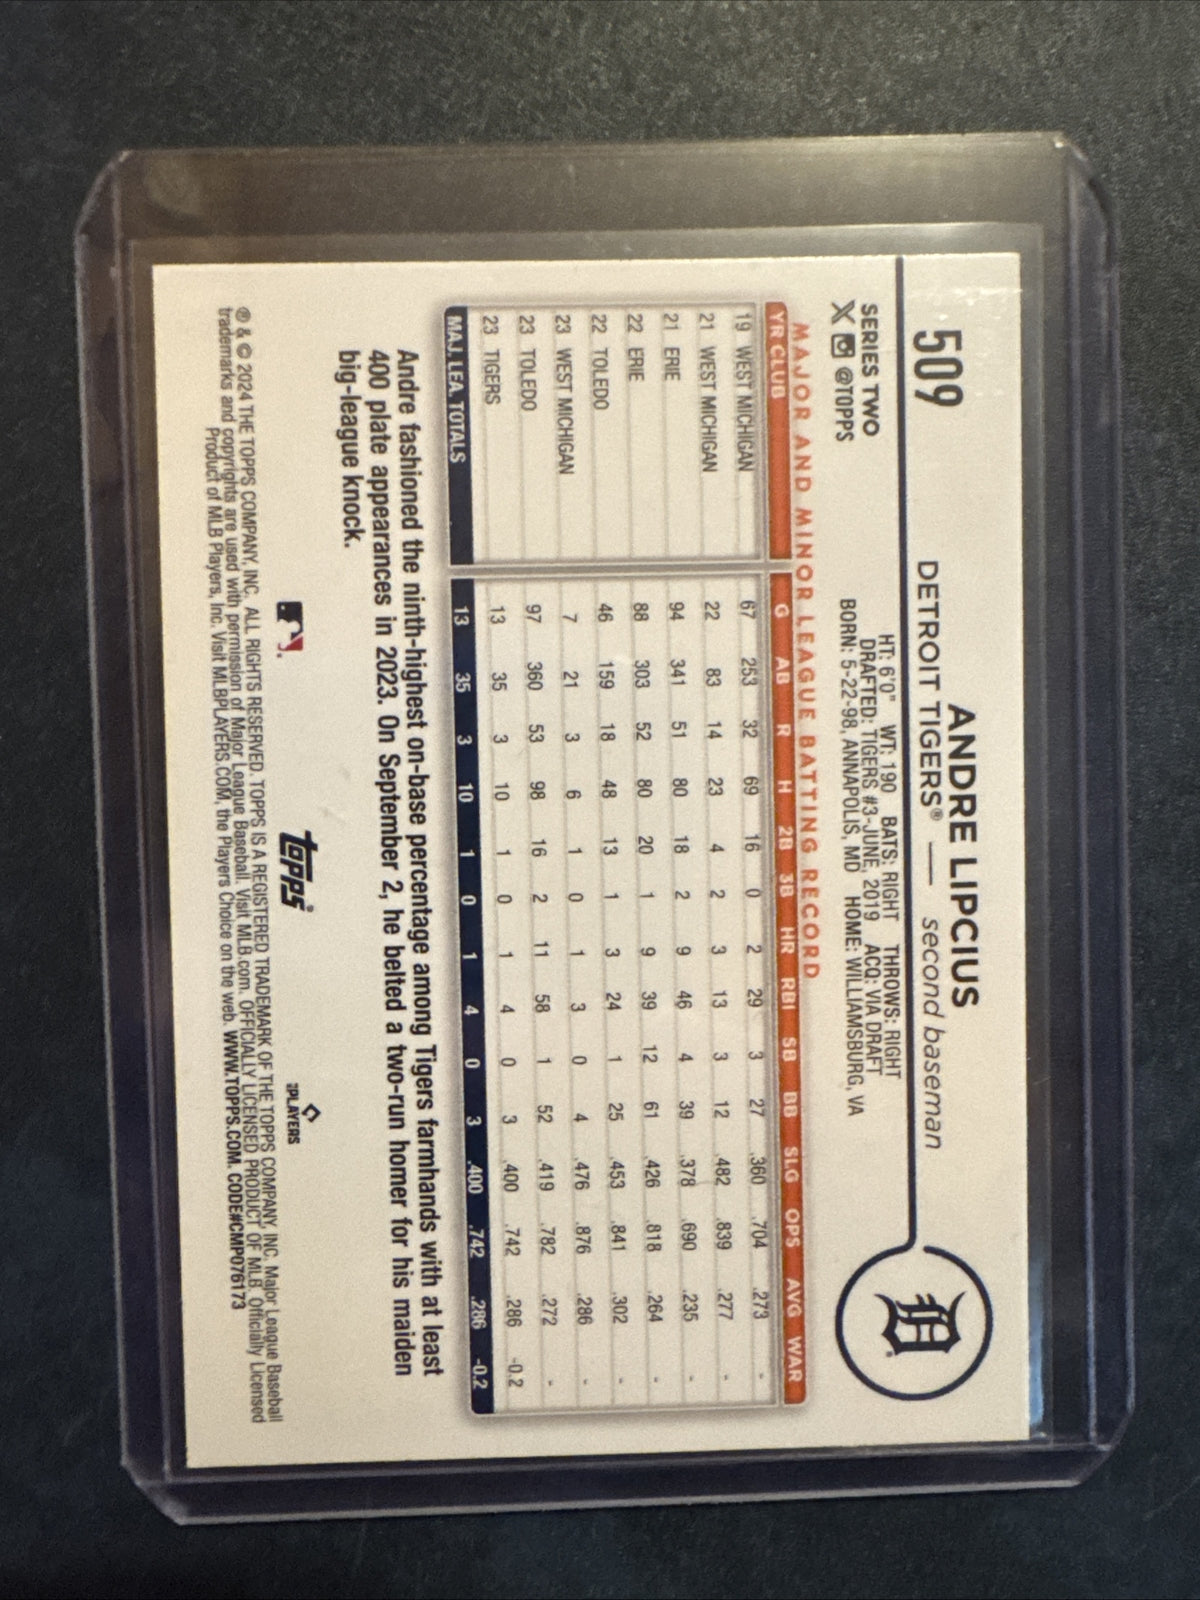 509
ANDRE LIPCIUS
DETROIT TIGERS® — second baseman
SERIES TWO
@TOPPS
HT: 6'0" WT: 190 BATS: RIGHT THROWS: RIGHT
DRAFTED: TIGERS #3-JUNE, 2019 ACQ: VIA DRAFT
BORN: 5-22-98, ANNAPOLIS, MD HOME: WILLIAMSBURG, VA
D
MAJOR AND MINOR LEAGUE BATTING RECORD
YR CLUB G AB R H 2B 3B HR RBI SB BB SLG OPS AVG WAR
19 WEST MICHIGAN 67 253 32 69 16 0 2 29 3 27 .360 .704 .273 -
21 WEST MICHIGAN 22 83 14 23 4 2 3 13 3 12 .482 .839 .277 -
21 ERIE 94 341 51 80 18 2 9 46 4 39 .378 .690 .235 -
22 ERIE 88 303 52 80 20 1 9 39 12 61 .426 .818 .264 -
22 TOLEDO 46 159 18 48 13 1 3 24 1 25 .453 .841 .302 -
23 WEST MICHIGAN 7 21 3 6 1 0 1 3 0 4 .476 .876 .286 -
23 TOLEDO 97 360 53 98 16 2 11 58 1 52 .419 .782 .272 -
23 TIGERS 13 35 3 10 1 0 1 4 0 3 .400 .742 .286 -0.2
MAJ. LEA. TOTALS 13 35 3 10 1 0 1 4 0 3 .400 .742 .286 -0.2
Andre fashioned the ninth-highest on-base percentage among Tigers farmhands with at least
400 plate appearances in 2023. On September 2, he belted a two-run homer for his maiden
big-league knock.
topps®
PLAYERS
® & © 2024 THE TOPPS COMPANY, INC. ALL RIGHTS RESERVED. TOPPS IS A REGISTERED TRADEMARK OF THE TOPPS COMPANY, INC. Major League Baseball
trademarks and copyrights are used with permission of Major League Baseball. Visit MLB.com. OFFICIALLY LICENSED PRODUCT OF MLB. Officially Licensed
Product of MLB Players, Inc. Visit MLBPLAYERS.COM, the Players Choice on the web. WWW.TOPPS.COM. CODE#CMP076173